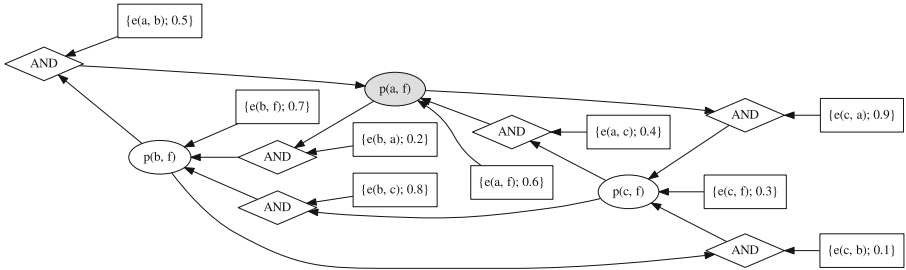 {e(a, b); 0.5}
AND
p(a, f)
{e(b, f); 0.7}
AND
{e(c, a); 0.9}
AND
{e(a, c); 0.4}
{e(b, a); 0.2}
AND
p(b, f)
{e(a, f); 0.6}
{e(b, c); 0.8}
p(c, f)
{e(c, f); 0.3}
AND
AND
{e(c, b); 0.1}